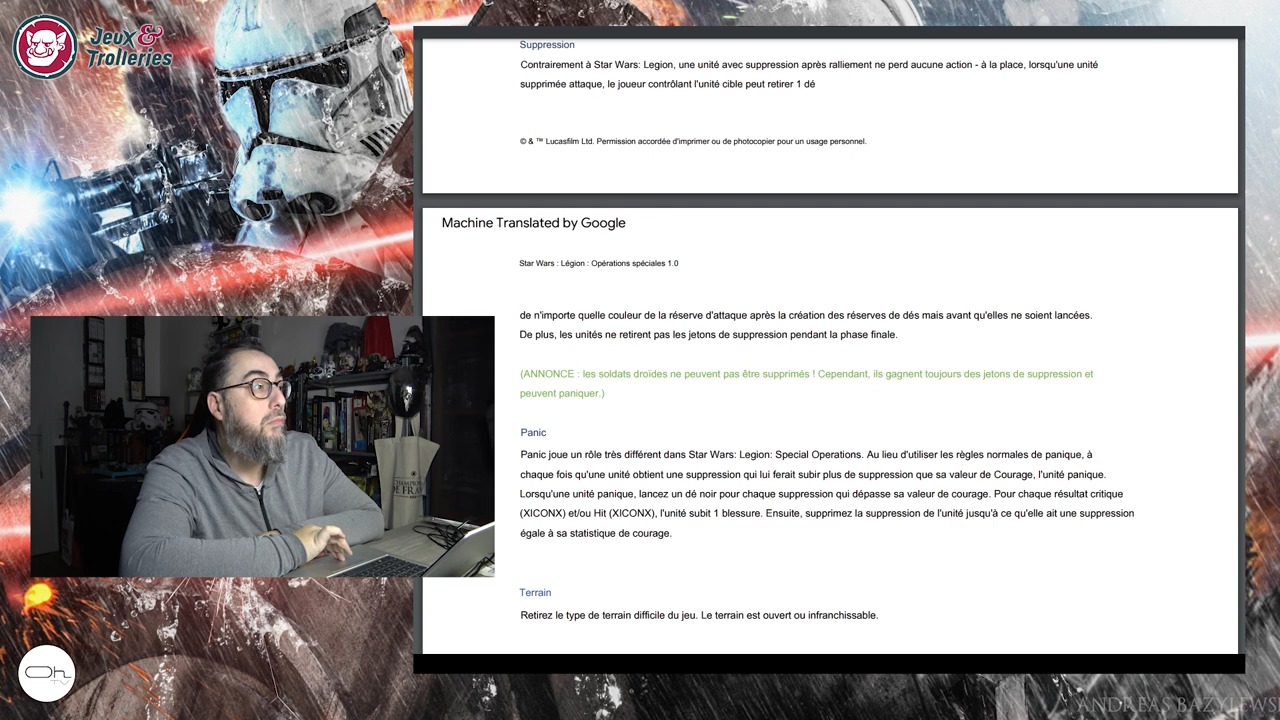 Jeux &
Trolleries
Suppression
Contrairement à Star Wars: Legion, une unité avec suppression après ralliement ne perd aucune action - à la place, lorsqu'une unité
supprimée attaque, le joueur contrôlant l'unité cible peut retirer 1 dé
© & ™ Lucasfilm Ltd. Permission accordée d'imprimer ou de photocopier pour un usage personnel.
Machine Translated by Google
Star Wars : Légion : Opérations spéciales 1.0
de n'importe quelle couleur de la réserve d'attaque après la création des réserves de dés mais avant qu'elles ne soient lancées.
De plus, les unités ne retirent pas les jetons de suppression pendant la phase finale.
(ANNONCE : les soldats droïdes ne peuvent pas être supprimés ! Cependant, ils gagnent toujours des jetons de suppression et
peuvent paniquer.)
Panic
Panic joue un rôle très différent dans Star Wars: Legion: Special Operations. Au lieu d'utiliser les règles normales de panique, à
chaque fois qu'une unité obtient une suppression qui lui ferait subir plus de suppression que sa valeur de Courage, l'unité panique.
Lorsqu'une unité panique, lancez un dé noir pour chaque suppression qui dépasse sa valeur de courage. Pour chaque résultat critique
(XICONX) et/ou Hit (XICONX), l'unité subit 1 blessure. Ensuite, supprimez la suppression de l'unité jusqu'à ce qu'elle ait une suppression
égale à sa statistique de courage.
Terrain
Retirez le type de terrain difficile du jeu. Le terrain est ouvert ou infranchissable.
Oh
TV
ANDREAS BAZYLEWS